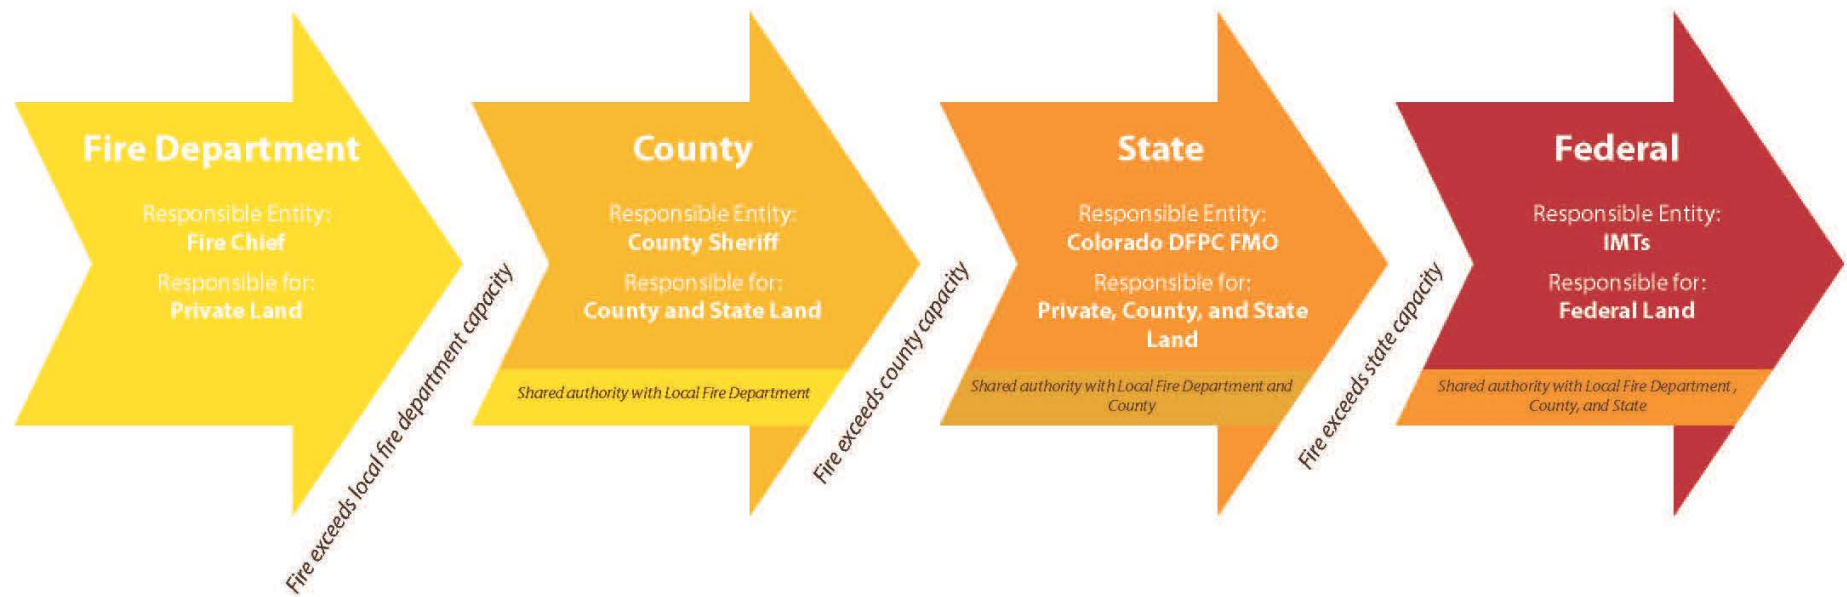 Fire Department
Responsible Entity:
Fire Chief
Responsible for:
Private Land
Fire exceeds local fire department capacity
County
Responsible Entity:
County Sheriff
Responsible for:
County and State Land
Shared authority with Local Fire Department
Fire exceeds county capacity
State
Responsible Entity:
Colorado DFPC FMO
Responsible for:
Private, County, and State
Land
Shared authority with Local Fire Department and
County
Fire exceeds state capacity
Federal
Responsible Entity:
IMTs
Responsible for:
Federal Land
Shared authority with Local Fire Department ,
County, and State